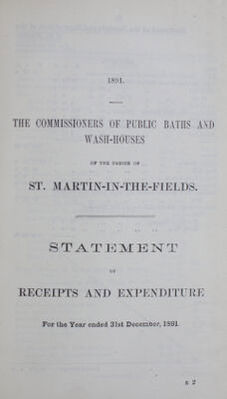 1891.
THE COMMISSIONERS OF PUBLIC BATHS AND
WASH-HOUSES
OF THE PARISH OF
ST. MARTIN-IN-THE-FIELDS.
STATEMENT
OF
RECEIPTS AND EXPENDITURE
For the Year ended 31st December, 1891.
S 2